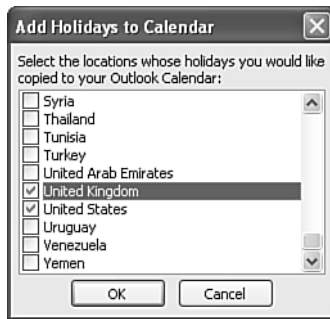 Add Holidays to Calendar
Select the locations whose holidays you would like
copied to your Outlook Calendar:
Syria
Thailand
Tunisia
Turkey
United Arab Emirates
United Kingdom
United States
Uruguay
Venezuela
Yemen
OK Cancel